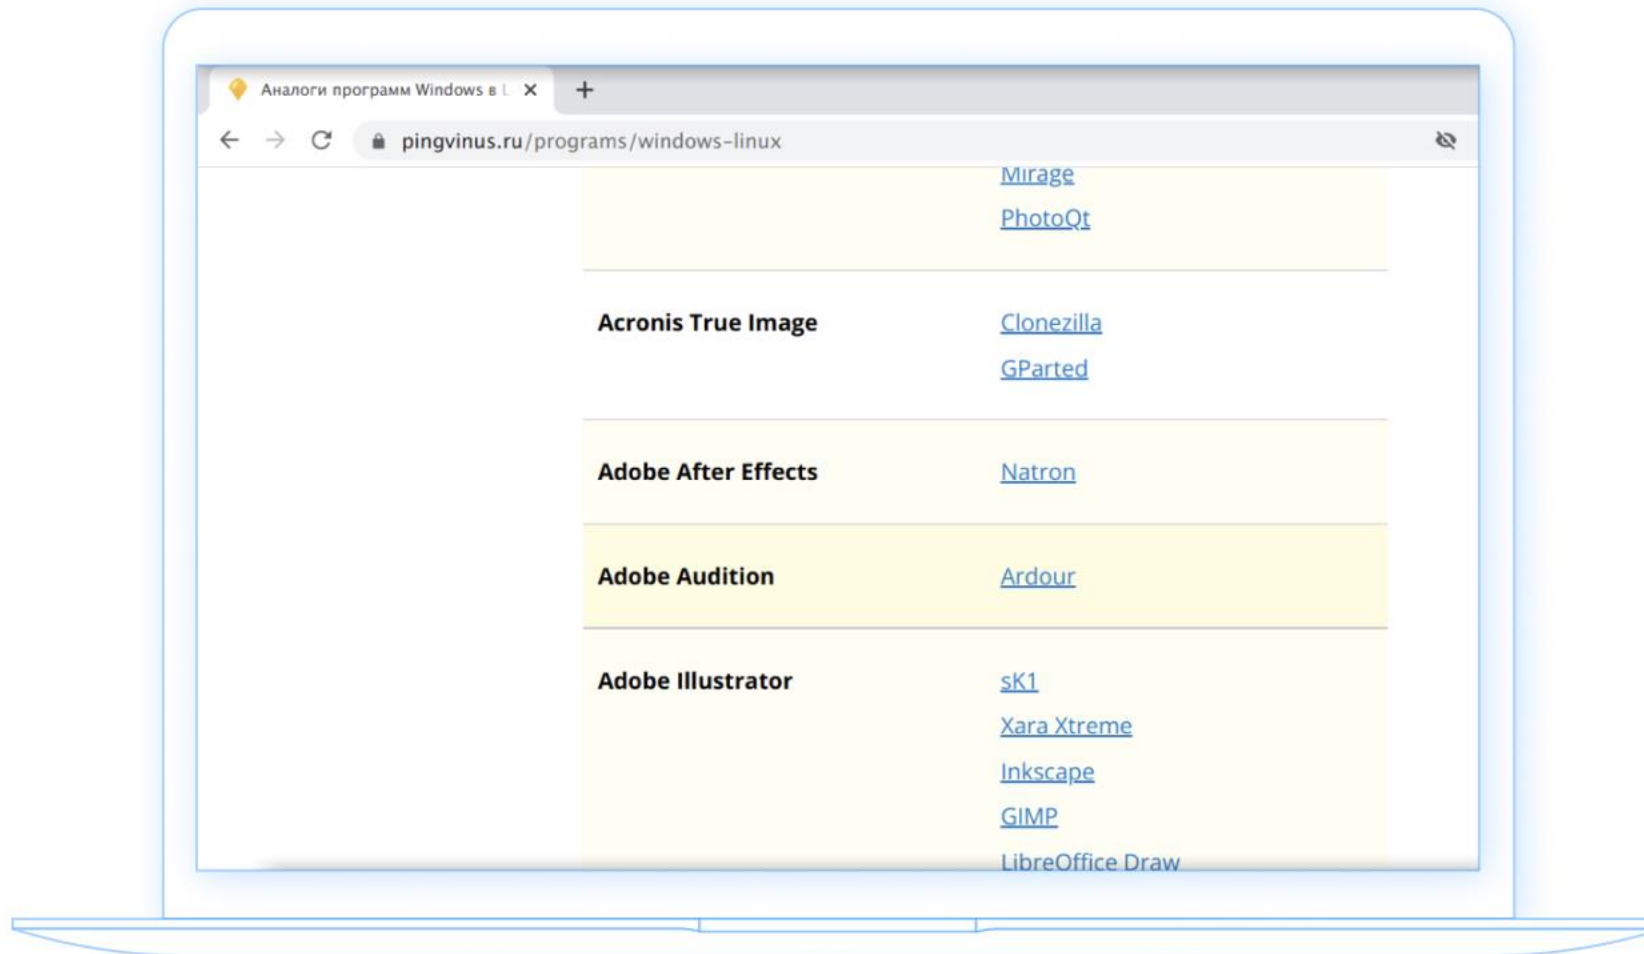 Аналоги программ Windows в L
pingvinus.ru/programs/windows-linux
Mirage
PhotoQt
Acronis True Image
Clonezilla
GParted
Adobe After Effects
Natron
Adobe Audition
Ardour
Adobe Illustrator
sK1
Xara Xtreme
Inkscape
GIMP
LibreOffice Draw